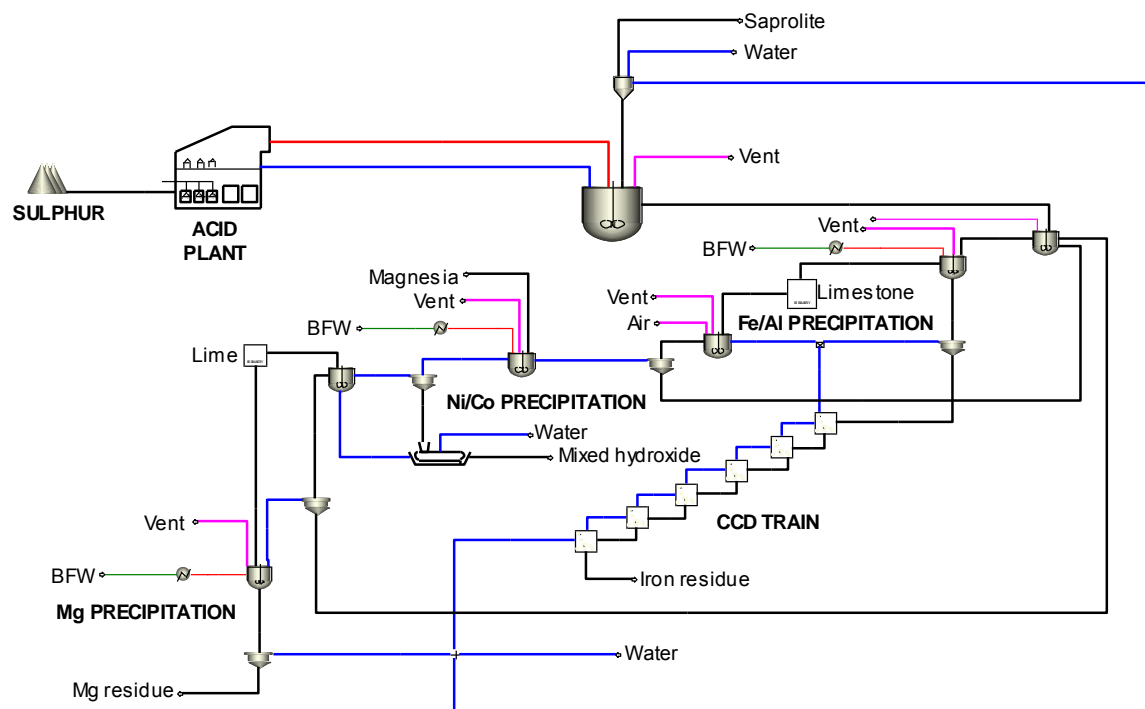 Saprolite
Water
Vent
SULPHUR
ACID
PLANT
Vent
BFW
Magnesia
Vent
Limestone
Vent
Fe/Al PRECIPITATION
Air
BFW
Lime
Ni/Co PRECIPITATION
Water
Mixed hydroxide
CCD TRAIN
Vent
BFW
Iron residue
Mg PRECIPITATION
Water
Mg residue